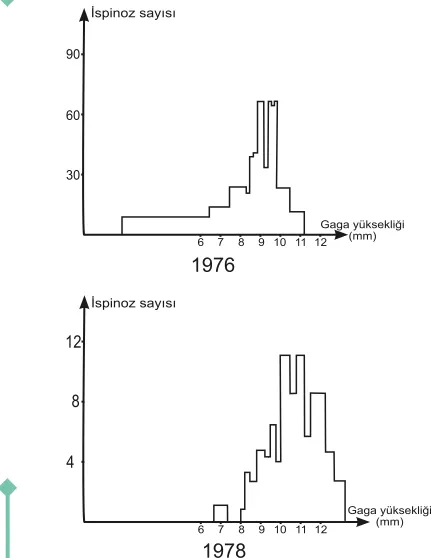 İspinoz sayısı
90
60
30
Gaga yüksekliği
(mm)
6 7 8 9 10 11 12
1976
İspinoz sayısı
12
8
4
Gaga yüksekliği
(mm)
6 7 8 9 10 11 12
1978